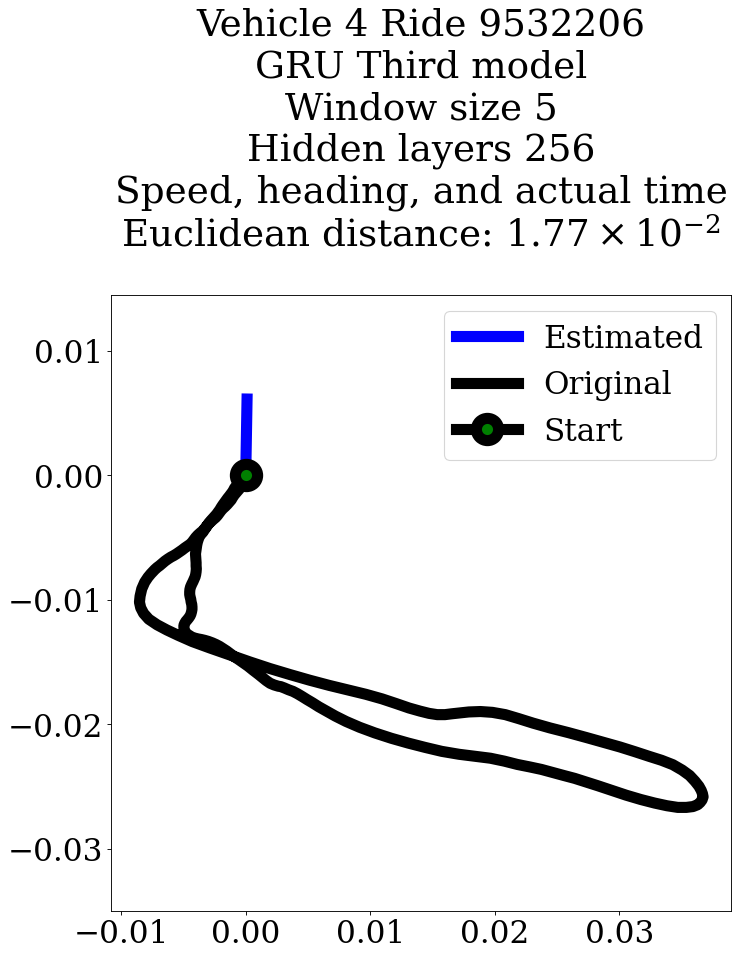 Vehicle 4 Ride 9532206
GRU Third model
Window size 5
Hidden layers 256
Speed, heading, and actual time
Euclidean distance: 1.77 × 10⁻²
Estimated
Original
Start
0.01
0.00
−0.01
−0.02
−0.03
−0.01 0.00 0.01 0.02 0.03